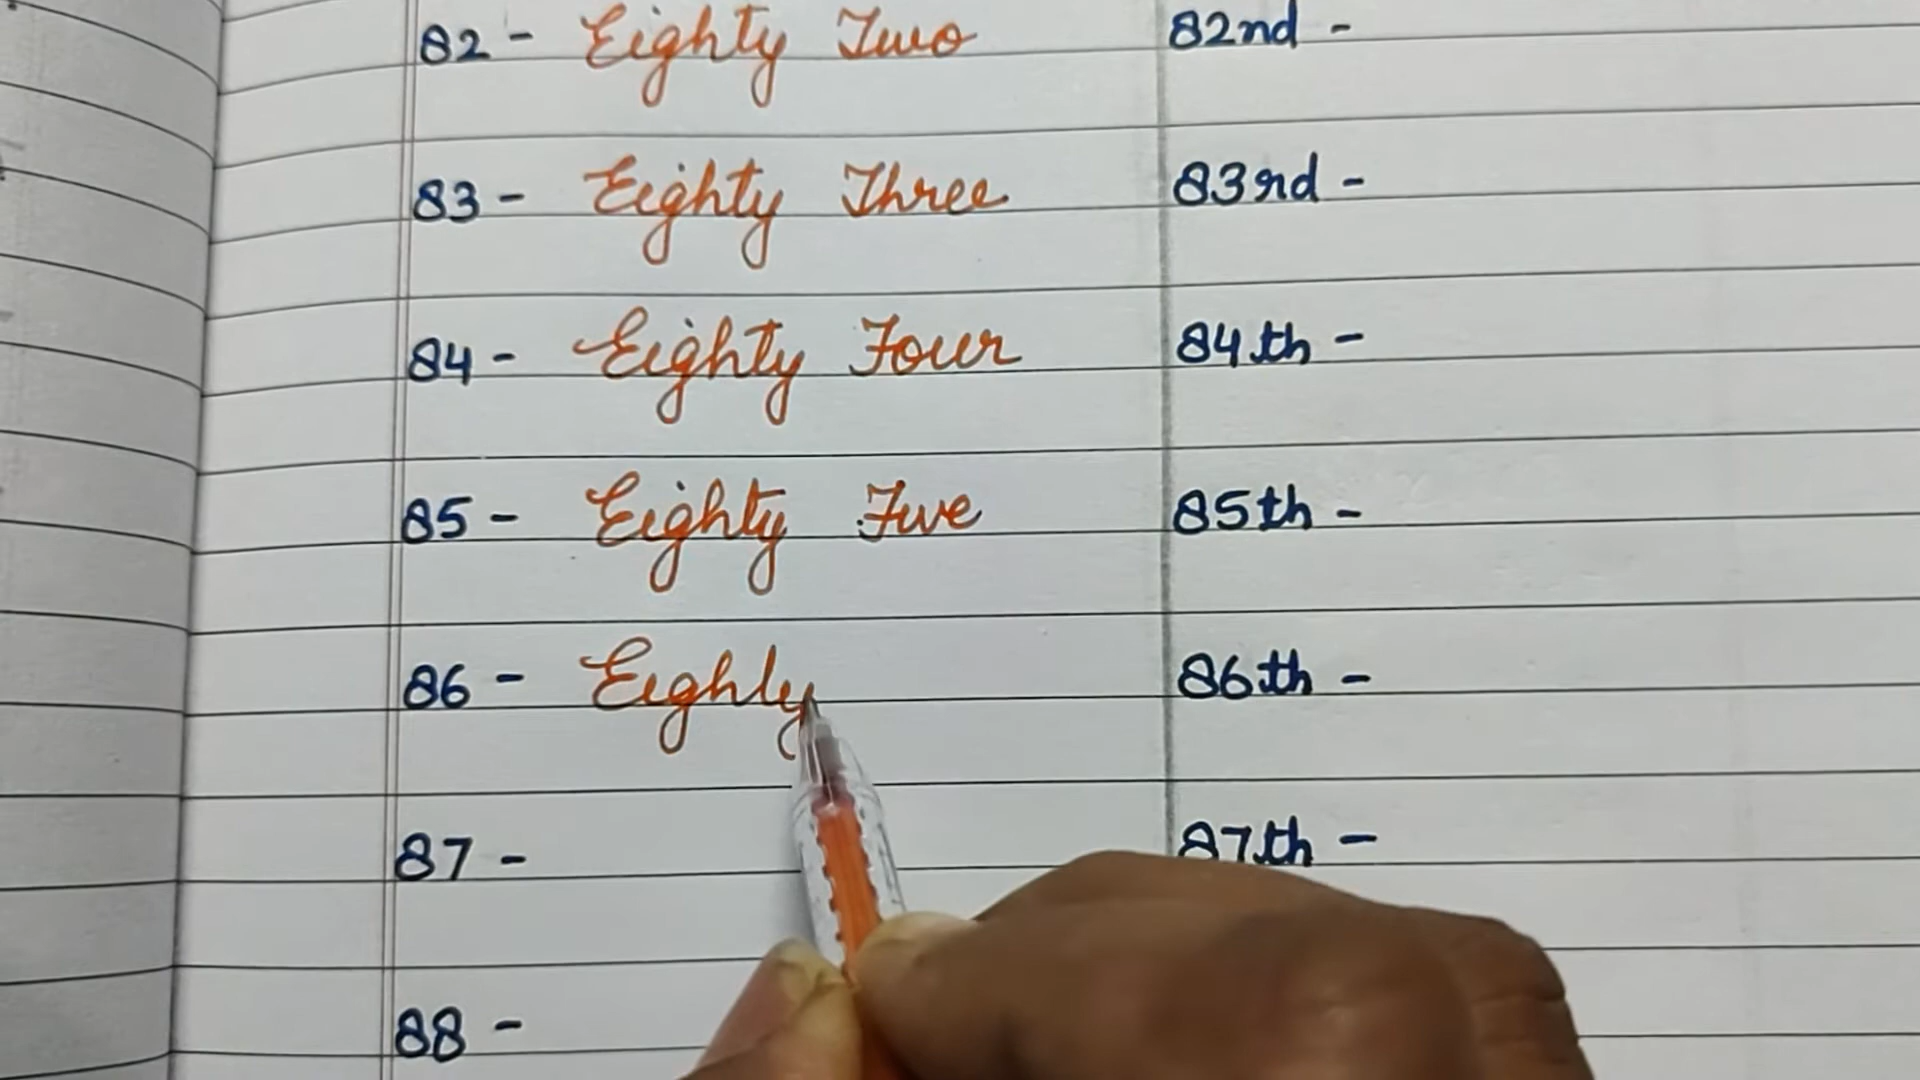 82 - Eighty Two 82nd -
83 - Eighty Three 83rd -
84 - Eighty Four 84th -
85 - Eighty Five 85th -
86 - Eighty 86th -
87 - 87th -
88 -